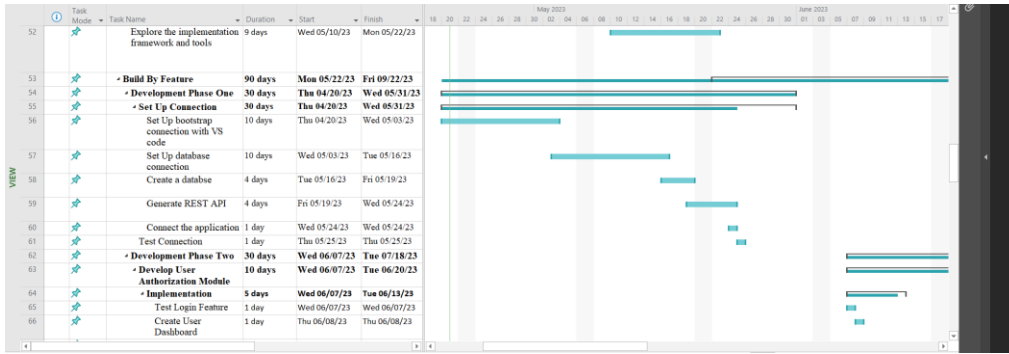 Task Mode Task Name Duration Start Finish
May 2023 June 2023
18 20 22 24 26 28 30 02 04 06 08 10 12 14 16 18 20 22 24 26 28 30 01 03 05 07 09 11 13 15 17
52 Explore the implementation framework and tools 9 days Wed 05/10/23 Mon 05/22/23
53 Build By Feature 90 days Mon 05/22/23 Fri 09/22/23
54 Development Phase One 30 days Thu 04/20/23 Wed 05/31/23
55 Set Up Connection 30 days Thu 04/20/23 Wed 05/31/23
56 Set Up bootstrap connection with VS code 10 days Thu 04/20/23 Wed 05/03/23
57 Set Up database connection 10 days Wed 05/03/23 Tue 05/16/23
58 Create a databse 4 days Tue 05/16/23 Fri 05/19/23
59 Generate REST API 4 days Fri 05/19/23 Wed 05/24/23
60 Connect the application 1 day Wed 05/24/23 Wed 05/24/23
61 Test Connection 1 day Thu 05/25/23 Thu 05/25/23
62 Development Phase Two 30 days Wed 06/07/23 Tue 07/18/23
63 Develop User Authorization Module 10 days Wed 06/07/23 Tue 06/20/23
64 Implementation 5 days Wed 06/07/23 Tue 06/13/23
65 Test Login Feature 1 day Wed 06/07/23 Wed 06/07/23
66 Create User Dashboard 1 day Thu 06/08/23 Thu 06/08/23
VIEW